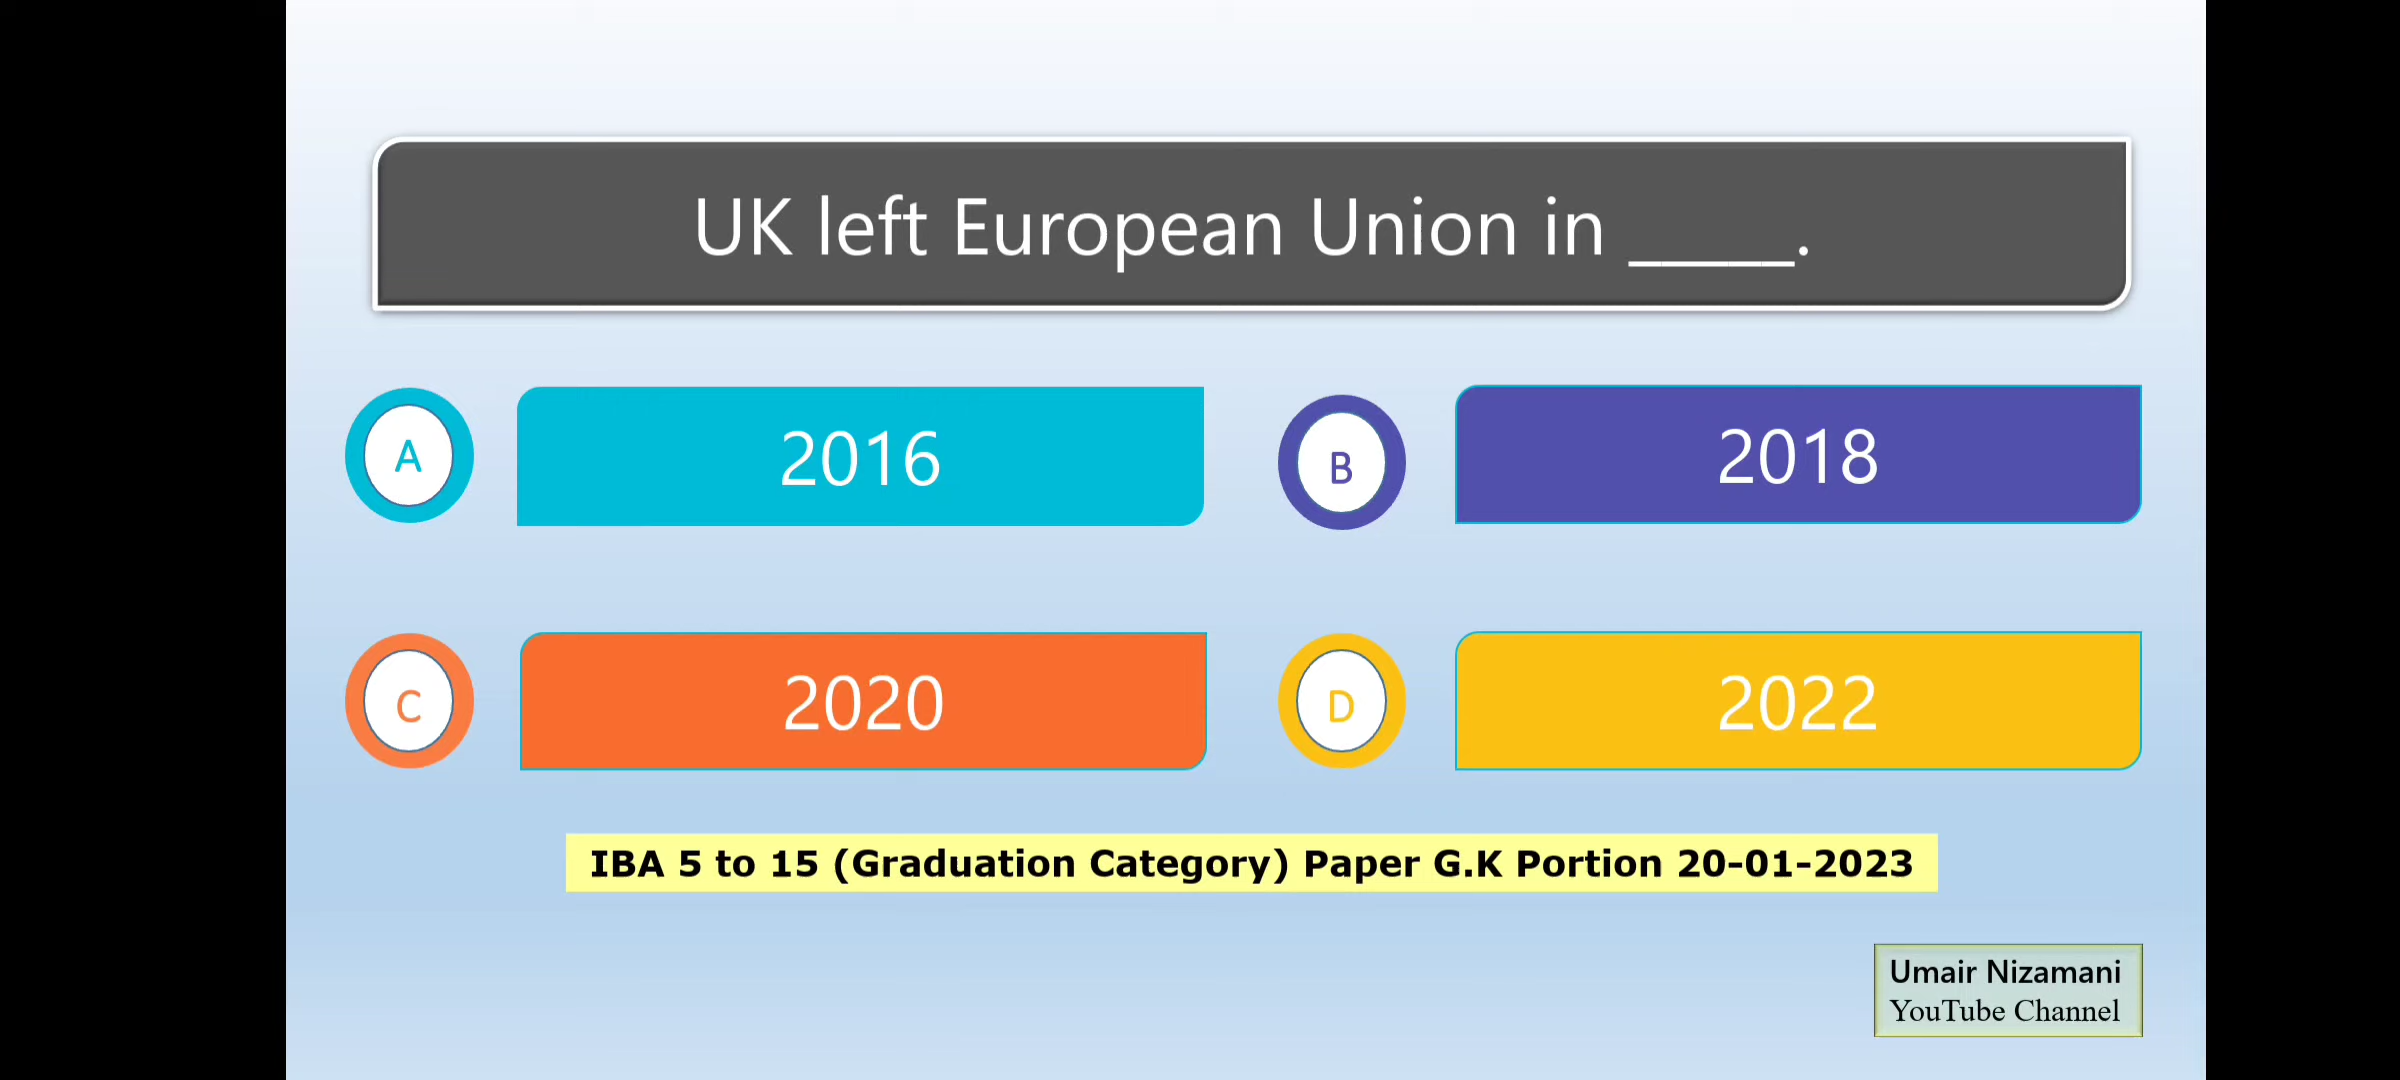 UK left European Union in _____.
A
2016
B
2018
C
2020
D
2022
IBA 5 to 15 (Graduation Category) Paper G.K Portion 20-01-2023
Umair Nizamani
YouTube Channel